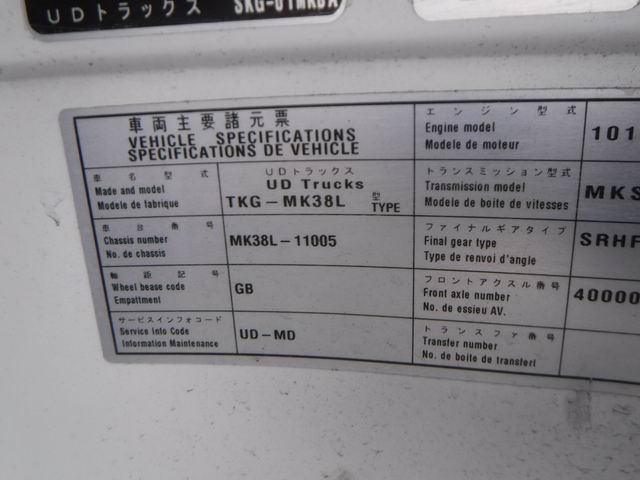 UDトラックス SKG-
車両主要諸元票
VEHICLE SPECIFICATIONS
SPECIFICATIONS DE VEHICLE
車名型式
Made and model
Modele de fabrique
UDトラックス
UD Trucks
TKG-MK38L 型 TYPE
車台番号
Chassis number
No. de chassis
MK38L-11005
軸距記号
Wheel bease code
Empattment
GB
サービスインフォコード
Service Info Code
Information Maintenance
UD-MD
エンジン型式
Engine model
Modele de moteur
101
トランスミッション型式
Transmission model
Modele de boite de vitesses
MKS
ファイナルギアタイプ
Final gear type
Type de renvoi d'angle
SRHF
フロントアクスル番号
Front axle number
No. de essieu AV.
40000
トランスファ番号
Transfer number
No. de boite de transferl